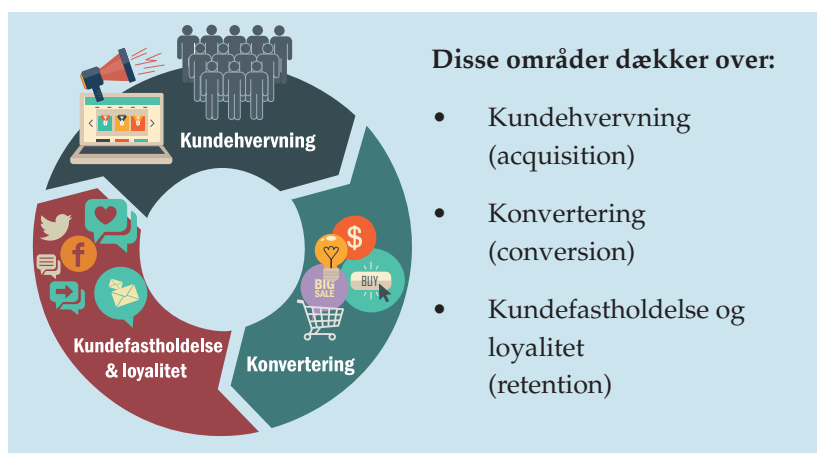 Kundehvervning
$
BIG
SALE
BUY
f
Kundefastholdelse
& loyalitet
Konvertering
Disse områder dækker over:
• Kundehvervning
(acquisition)
• Konvertering
(conversion)
• Kundefastholdelse og
loyalitet
(retention)